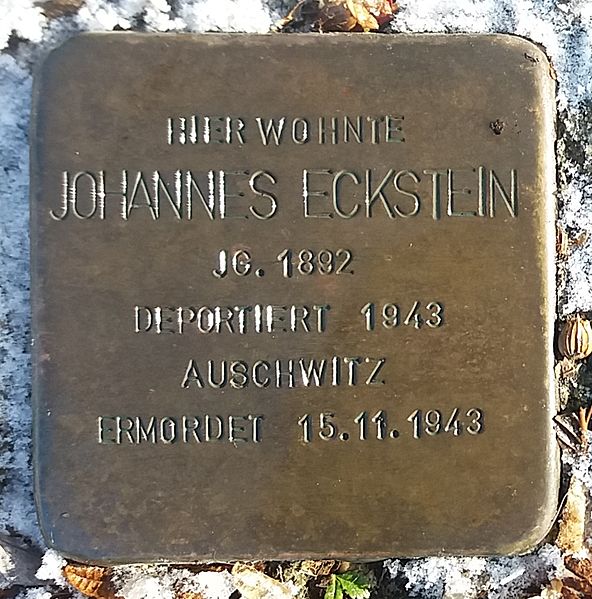 HIER WOHNTE
JOHANNES ECKSTEIN
JG. 1892
DEPORTIERT 1943
AUSCHWITZ
ERMORDET 15.11.1943